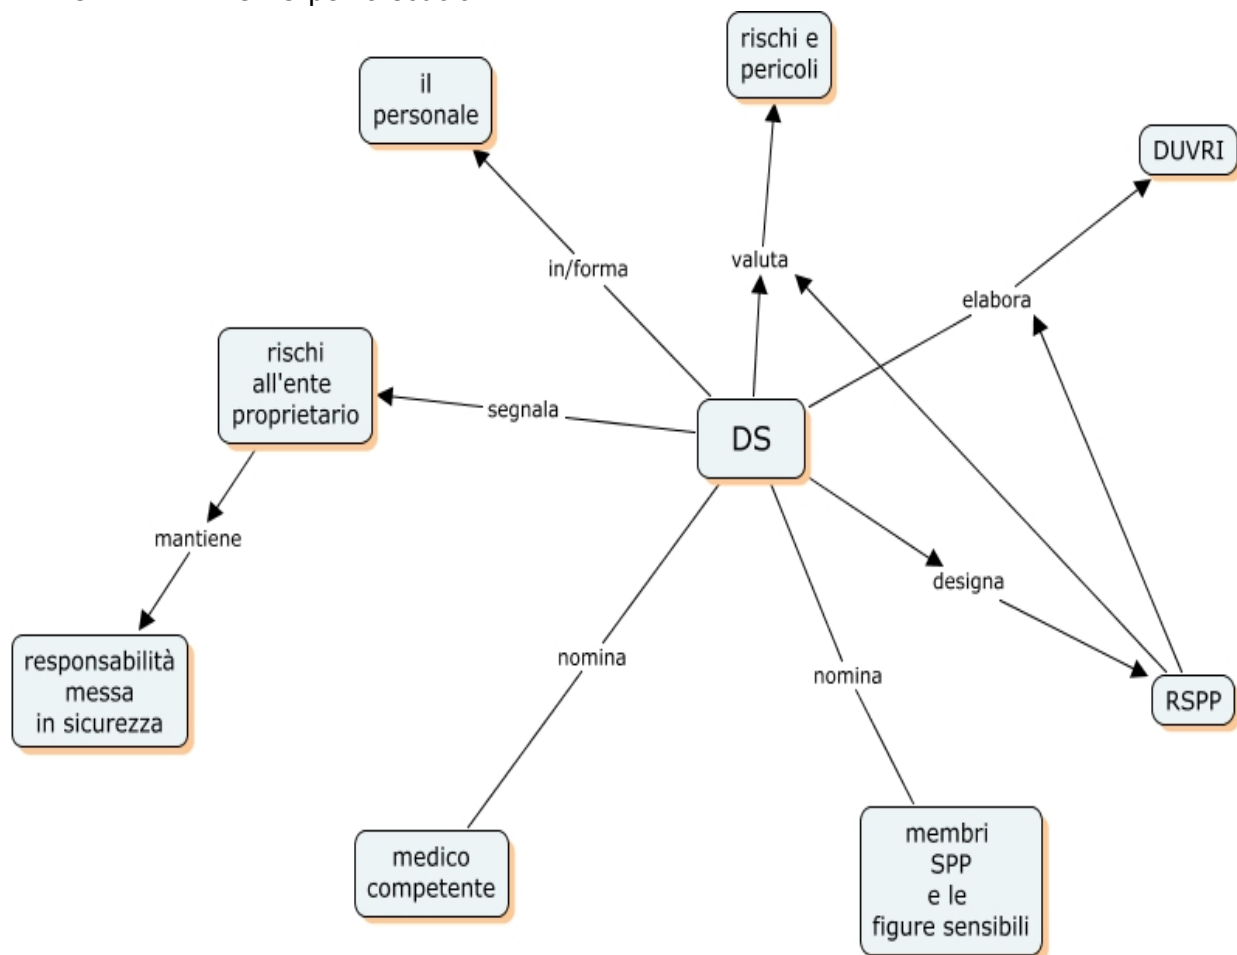 rischi e
pericoli
il
personale
DUVRI
valuta
in/forma
elabora
rischi
all'ente
proprietario
segnala
DS
mantiene
designa
responsabilità
messa
in sicurezza
nomina
nomina
RSPP
medico
competente
membri
SPP
e le
figure sensibili